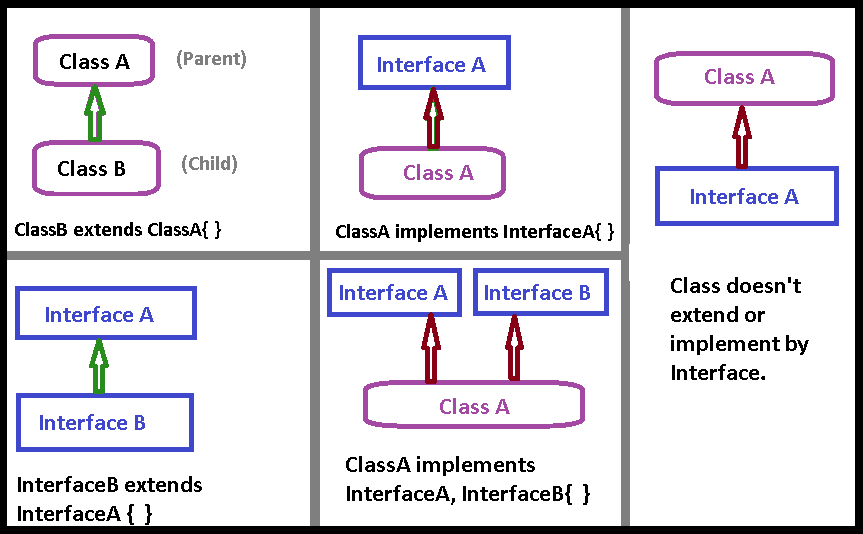 Class A (Parent)
Class B (Child)
ClassB extends ClassA{ }
Interface A
Class A
ClassA implements InterfaceA{ }
Class A
Interface A
Class doesn't
extend or
implement by
Interface.
Interface A
Interface B
InterfaceB extends
InterfaceA { }
Interface A Interface B
Class A
ClassA implements
InterfaceA, InterfaceB{ }